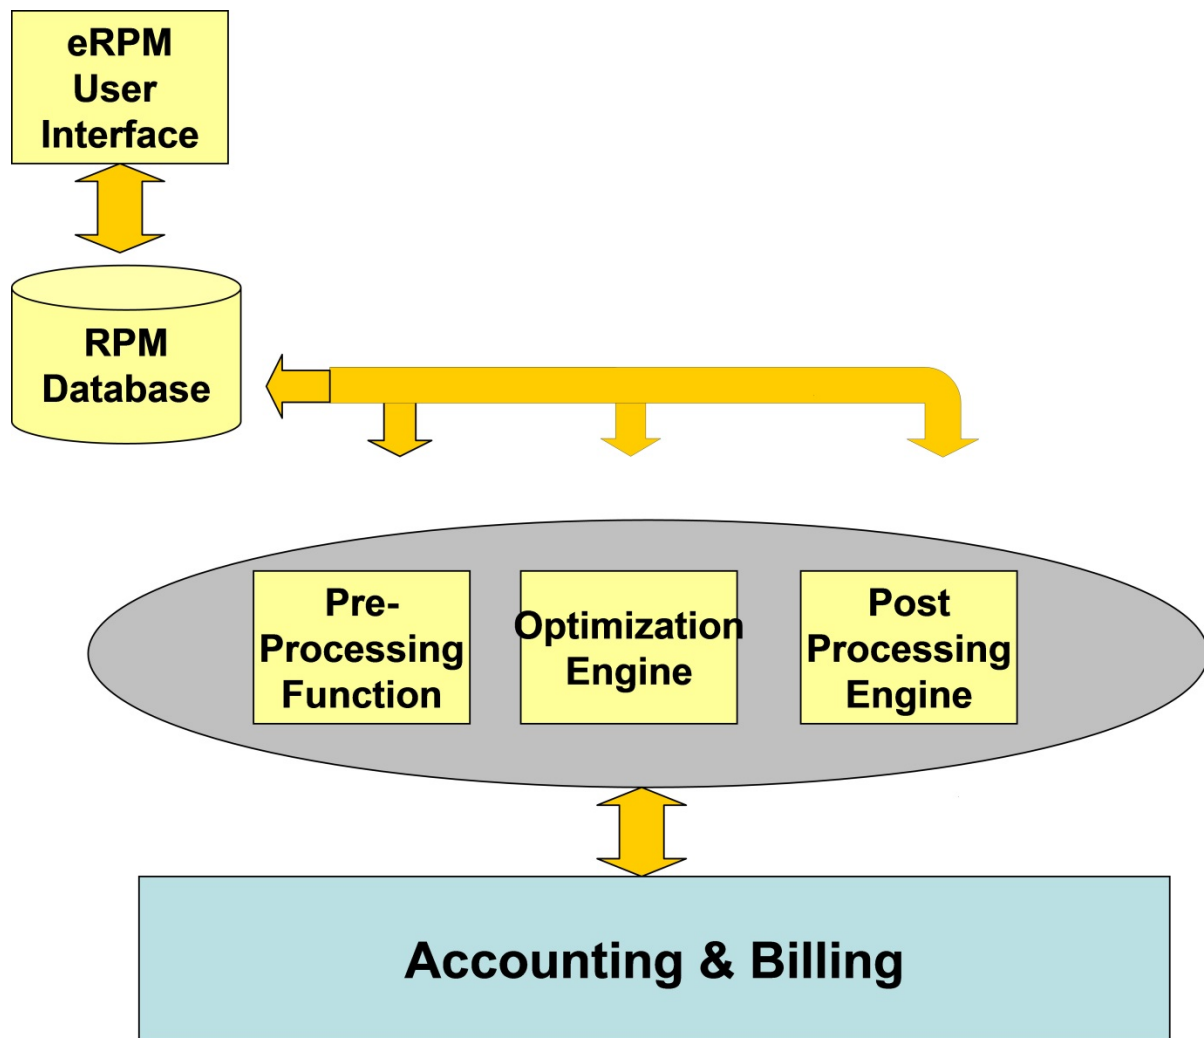 eRPM
User
Interface
RPM
Database
Pre-
Processing
Function
Optimization
Engine
Post
Processing
Engine
Accounting & Billing